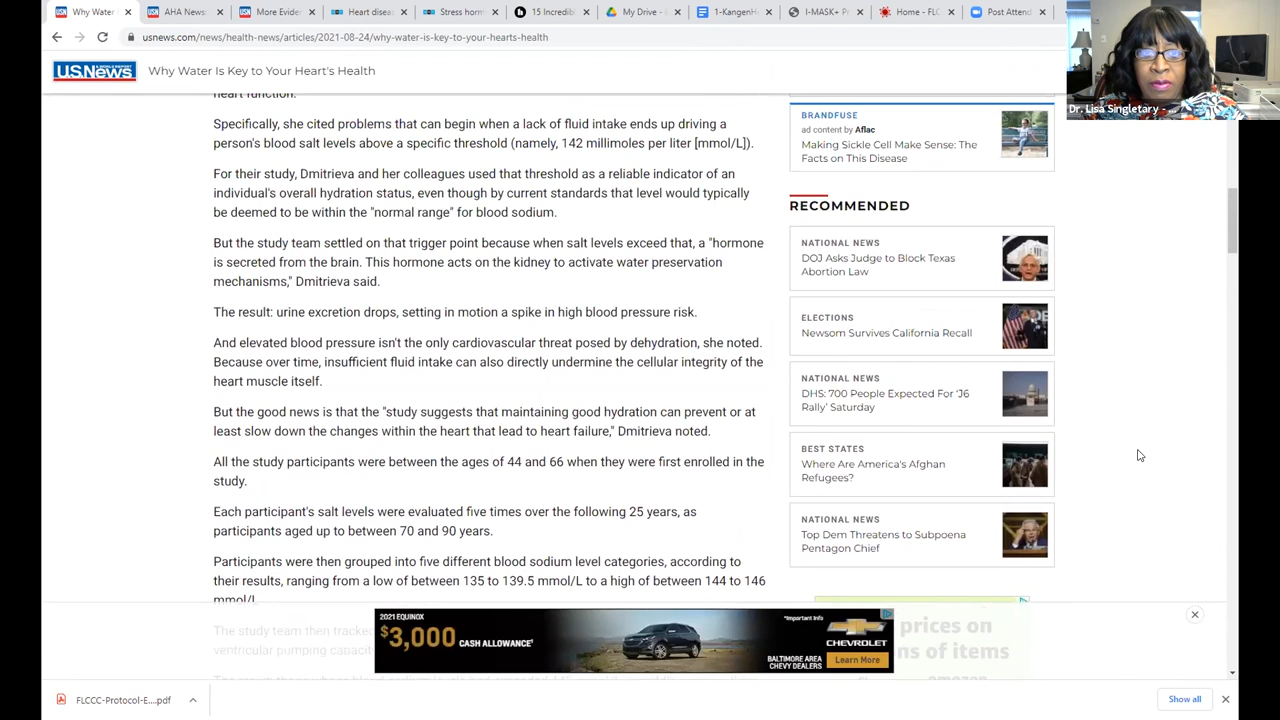 Why Water I
AHA News:
More Eviden
Heart diseas
Stress horm
15 Incredib
My Drive -
1-KangenH
I-MASK+ P
Home - FLC
Post Attend
usnews.com/news/health-news/articles/2021-08-24/why-water-is-key-to-your-hearts-health
Dr. Lisa Singletary - ...
U.S.News
Why Water Is Key to Your Heart's Health
heart function.
Specifically, she cited problems that can begin when a lack of fluid intake ends up driving a
person's blood salt levels above a specific threshold (namely, 142 millimoles per liter [mmol/L]).
For their study, Dmitrieva and her colleagues used that threshold as a reliable indicator of an
individual's overall hydration status, even though by current standards that level would typically
be deemed to be within the "normal range" for blood sodium.
But the study team settled on that trigger point because when salt levels exceed that, a "hormone
is secreted from the brain. This hormone acts on the kidney to activate water preservation
mechanisms," Dmitrieva said.
The result: urine excretion drops, setting in motion a spike in high blood pressure risk.
And elevated blood pressure isn't the only cardiovascular threat posed by dehydration, she noted.
Because over time, insufficient fluid intake can also directly undermine the cellular integrity of the
heart muscle itself.
But the good news is that the "study suggests that maintaining good hydration can prevent or at
least slow down the changes within the heart that lead to heart failure," Dmitrieva noted.
All the study participants were between the ages of 44 and 66 when they were first enrolled in the
study.
Each participant's salt levels were evaluated five times over the following 25 years, as
participants aged up to between 70 and 90 years.
Participants were then grouped into five different blood sodium level categories, according to
their results, ranging from a low of between 135 to 139.5 mmol/L to a high of between 144 to 146
mmol/L.
The study team then tracked
ventricular pumping capacit
BRANDFUSE
ad content by Aflac
Making Sickle Cell Make Sense: The
Facts on This Disease
RECOMMENDED
NATIONAL NEWS
DOJ Asks Judge to Block Texas
Abortion Law
ELECTIONS
Newsom Survives California Recall
NATIONAL NEWS
DHS: 700 People Expected For 'J6
Rally' Saturday
BEST STATES
Where Are America's Afghan
Refugees?
NATIONAL NEWS
Top Dem Threatens to Subpoena
Pentagon Chief
prices on
ns of items
2021 EQUINOX
$3,000 CASH ALLOWANCE†
*Important Info
CHEVROLET
BALTIMORE AREA
CHEVY DEALERS
Learn More
FLCCC-Protocol-E....pdf
Show all